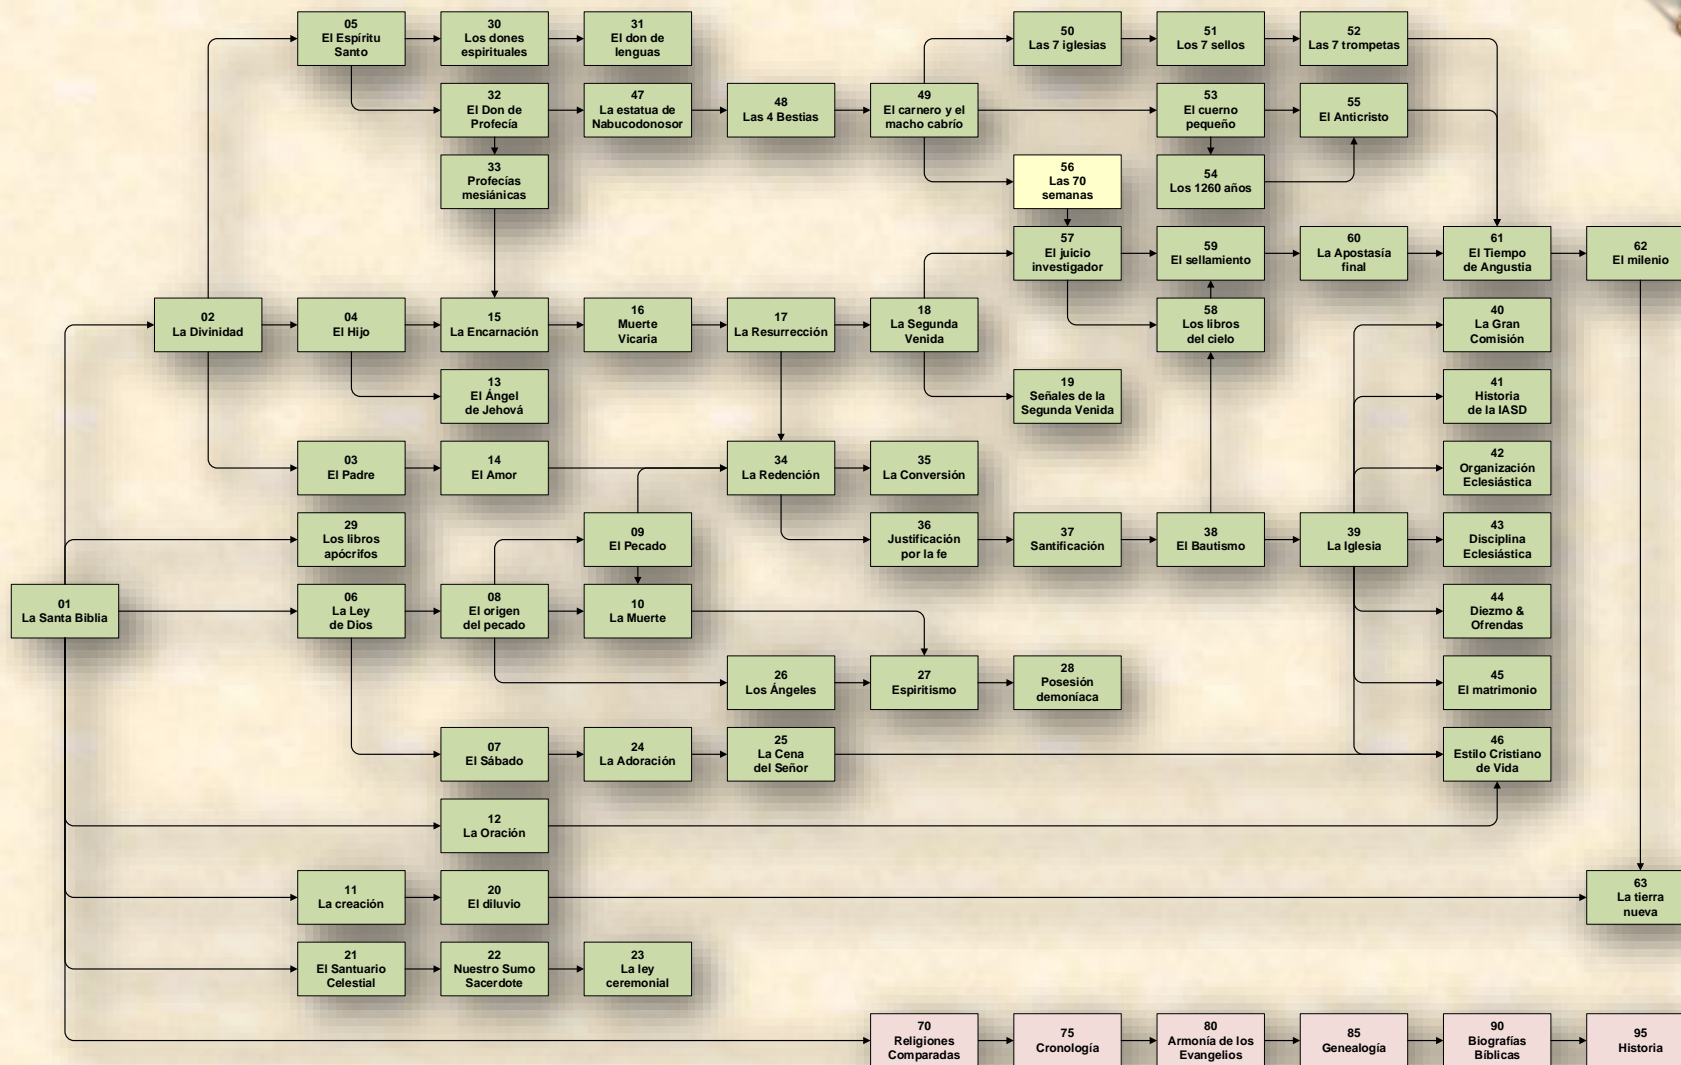 05
El Espíritu
Santo
30
Los dones
espirituales
31
El don de
lenguas
50
Las 7 iglesias
51
Los 7 sellos
52
Las 7 trompetas
32
El Don de
Profecía
47
La estatua de
Nabucodonosor
48
Las 4 Bestias
49
El carnero y el
macho cabrío
53
El cuerno
pequeño
55
El Anticristo
33
Profecías
mesiánicas
56
Las 70
semanas
54
Los 1260 años
57
El juicio
investigador
59
El sellamiento
60
La Apostasía
final
61
El Tiempo
de Angustia
62
El milenio
02
La Divinidad
04
El Hijo
15
La Encarnación
16
Muerte
Vicaria
17
La Resurrección
18
La Segunda
Venida
58
Los libros
del cielo
40
La Gran
Comisión
13
El Ángel
de Jehová
19
Señales de la
Segunda Venida
41
Historia
de la IASD
03
El Padre
14
El Amor
34
La Redención
35
La Conversión
42
Organización
Eclesiástica
29
Los libros
apócrifos
09
El Pecado
36
Justificación
por la fe
37
Santificación
38
El Bautismo
39
La Iglesia
43
Disciplina
Eclesiástica
01
La Santa Biblia
06
La Ley
de Dios
08
El origen
del pecado
10
La Muerte
44
Diezmo &
Ofrendas
26
Los Ángeles
27
Espiritismo
28
Posesión
demoníaca
45
El matrimonio
07
El Sábado
24
La Adoración
25
La Cena
del Señor
46
Estilo Cristiano
de Vida
12
La Oración
11
La creación
20
El diluvio
63
La tierra
nueva
21
El Santuario
Celestial
22
Nuestro Sumo
Sacerdote
23
La ley
ceremonial
70
Religiones
Comparadas
75
Cronología
80
Armonía de los
Evangelios
85
Genealogía
90
Biografías
Bíblicas
95
Historia